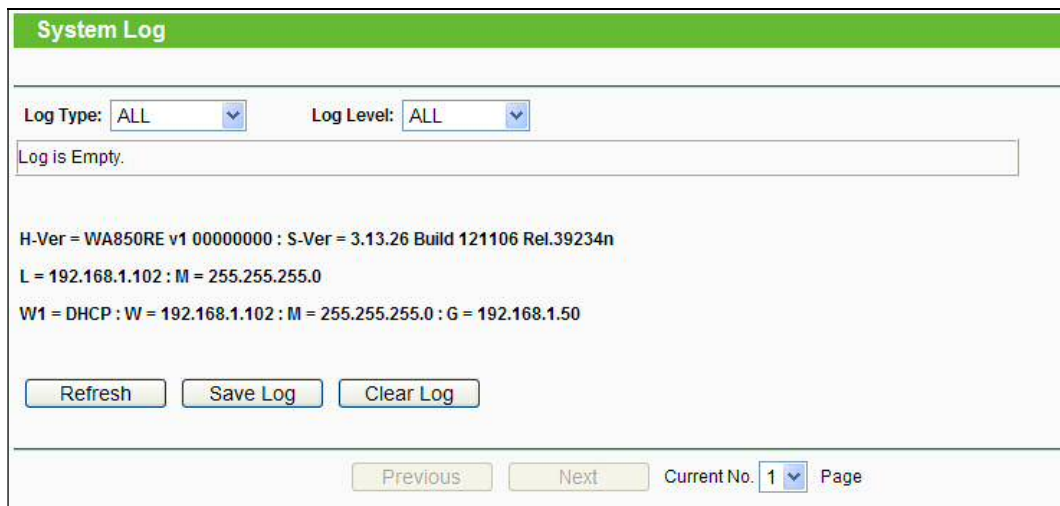 System Log
Log Type: ALL Log Level: ALL
Log is Empty.
H-Ver = WA850RE v1 00000000 : S-Ver = 3.13.26 Build 121106 Rel.39234n
L = 192.168.1.102 : M = 255.255.255.0
W1 = DHCP : W = 192.168.1.102 : M = 255.255.255.0 : G = 192.168.1.50
Refresh Save Log Clear Log
Previous Next Current No. 1 Page